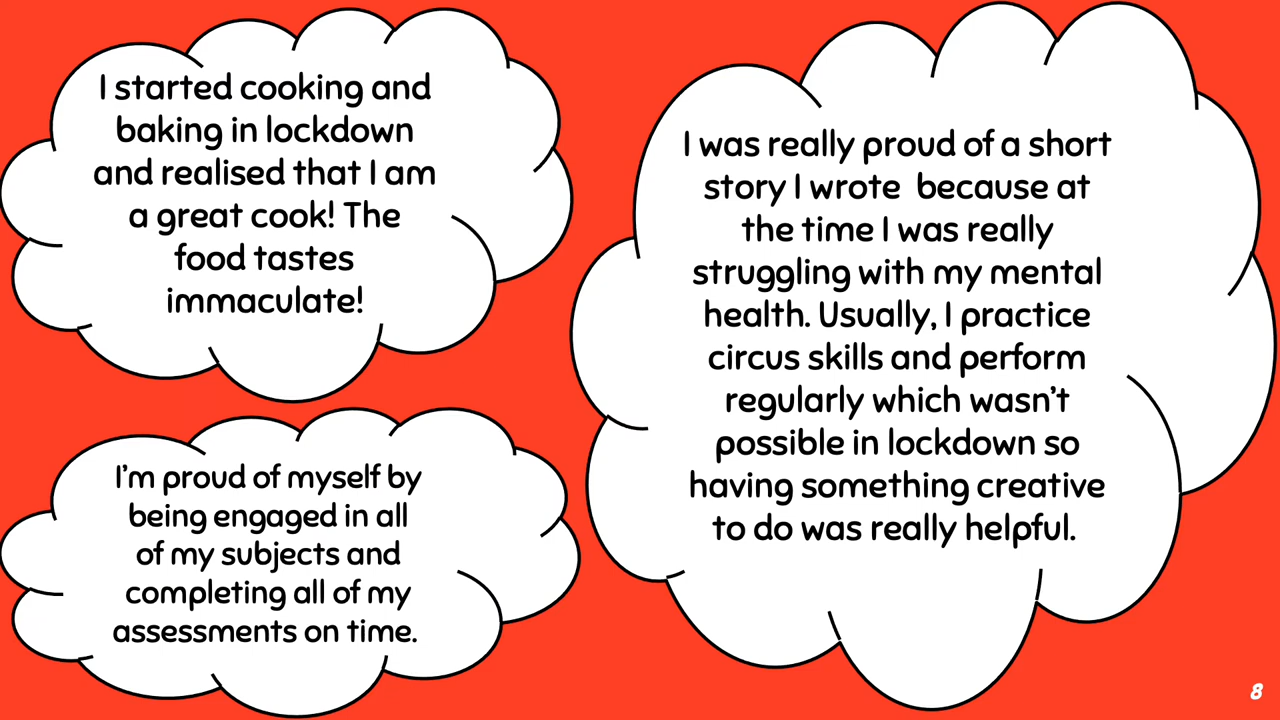 I started cooking and
baking in lockdown
and realised that I am
a great cook! The
food tastes
immaculate!
I'm proud of myself by
being engaged in all
of my subjects and
completing all of my
assessments on time.
I was really proud of a short
story I wrote  because at
the time I was really
struggling with my mental
health. Usually, I practice
circus skills and perform
regularly which wasn't
possible in lockdown so
having something creative
to do was really helpful.
8